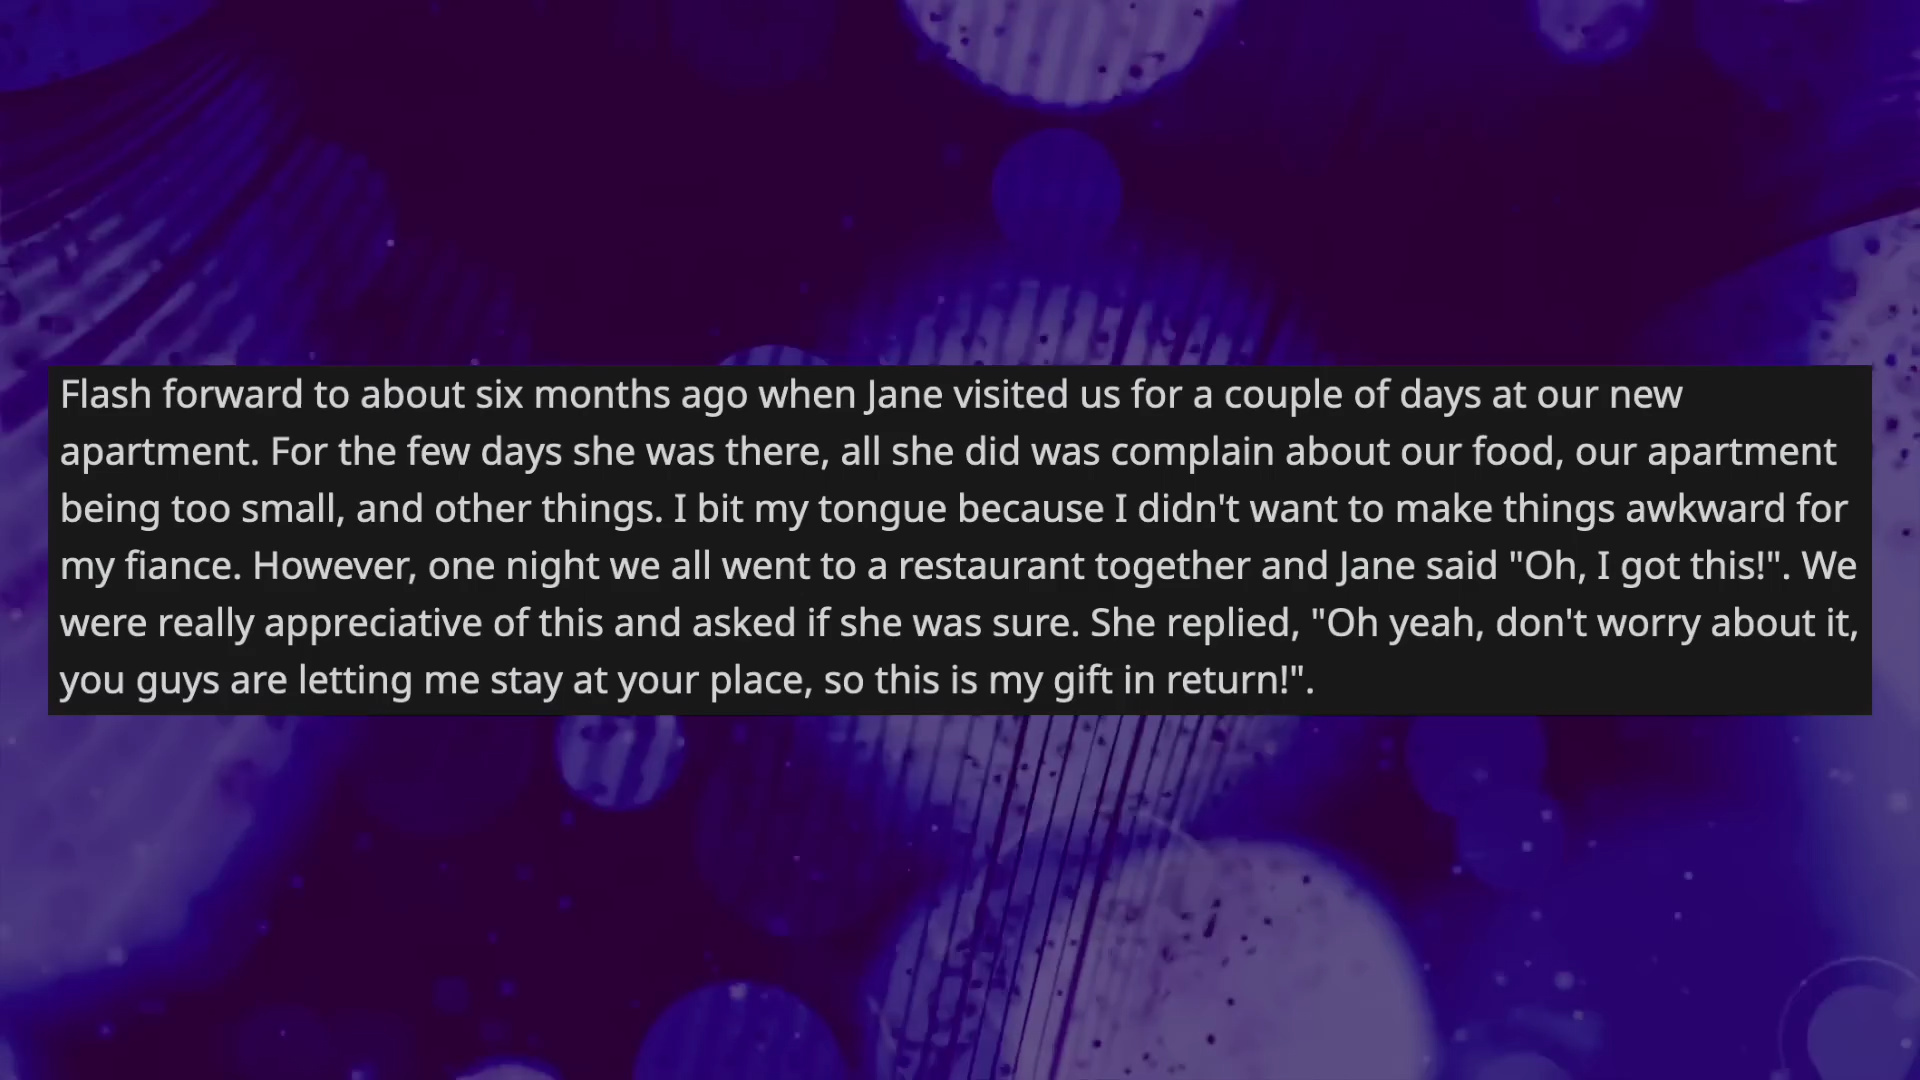 Flash forward to about six months ago when Jane visited us for a couple of days at our new
apartment. For the few days she was there, all she did was complain about our food, our apartment
being too small, and other things. I bit my tongue because I didn't want to make things awkward for
my fiance. However, one night we all went to a restaurant together and Jane said "Oh, I got this!". We
were really appreciative of this and asked if she was sure. She replied, "Oh yeah, don't worry about it,
you guys are letting me stay at your place, so this is my gift in return!".